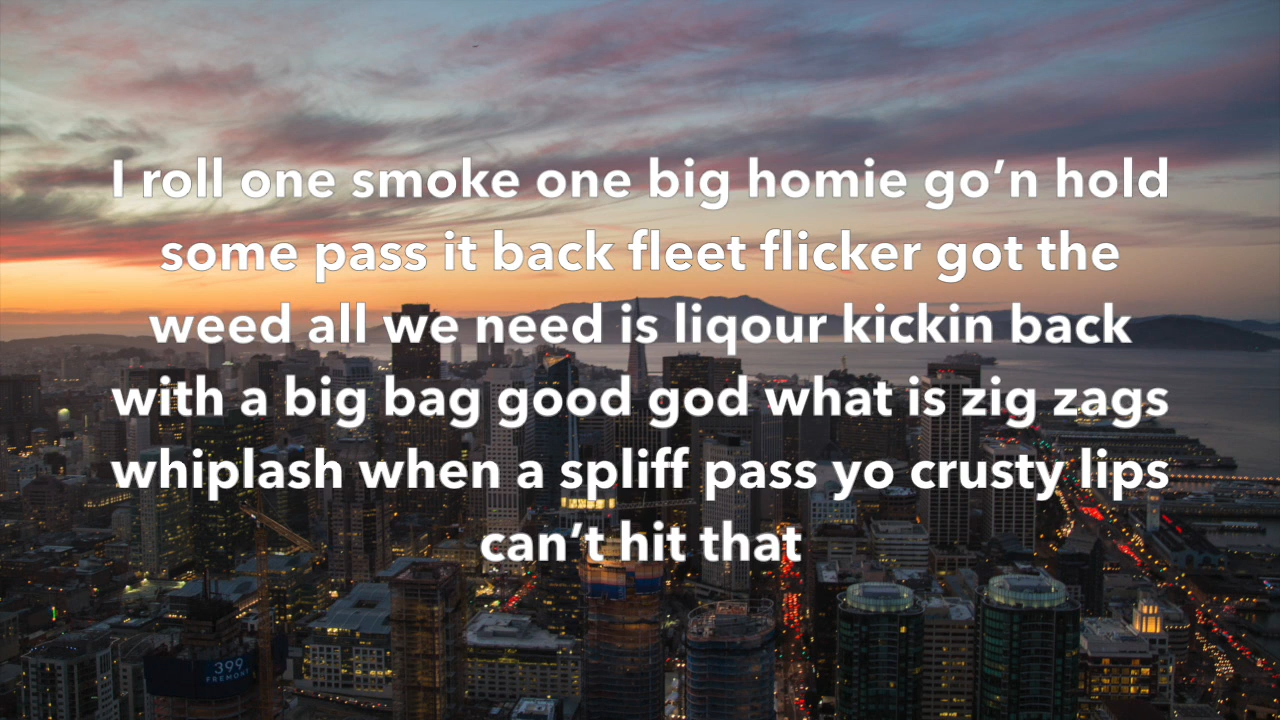 I roll one smoke one big homie go’n hold
some pass it back fleet flicker got the
weed all we need is liqour kickin back
with a big bag good god what is zig zags
whiplash when a spliff pass yo crusty lips
can’t hit that
399
FREMONT